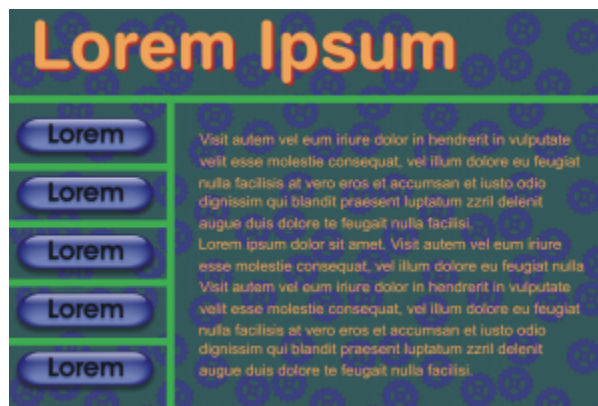 Lorem Ipsum
Lorem
Lorem
Lorem
Lorem
Lorem
Visit autem vel eum iriure dolor in hendrerit in vulputate
velit esse molestie consequat, vel illum dolore eu feugiat
nulla facilisis at vero eros et accumsan et iusto odio
dignissim qui blandit praesent luptatum zzril delenit
augue duis dolore te feugait nulla facilisi.
Lorem ipsum dolor sit amet. Visit autem vel eum iriure
esse molestie consequat, vel illum dolore eu feugiat nulla
Visit autem vel eum iriure dolor in hendrerit in vulputate
velit esse molestie consequat, vel illum dolore eu feugiat
nulla facilisis at vero eros et accumsan et iusto odio
dignissim qui blandit praesent luptatum zzril delenit
augue duis dolore te feugait nulla facilisi.